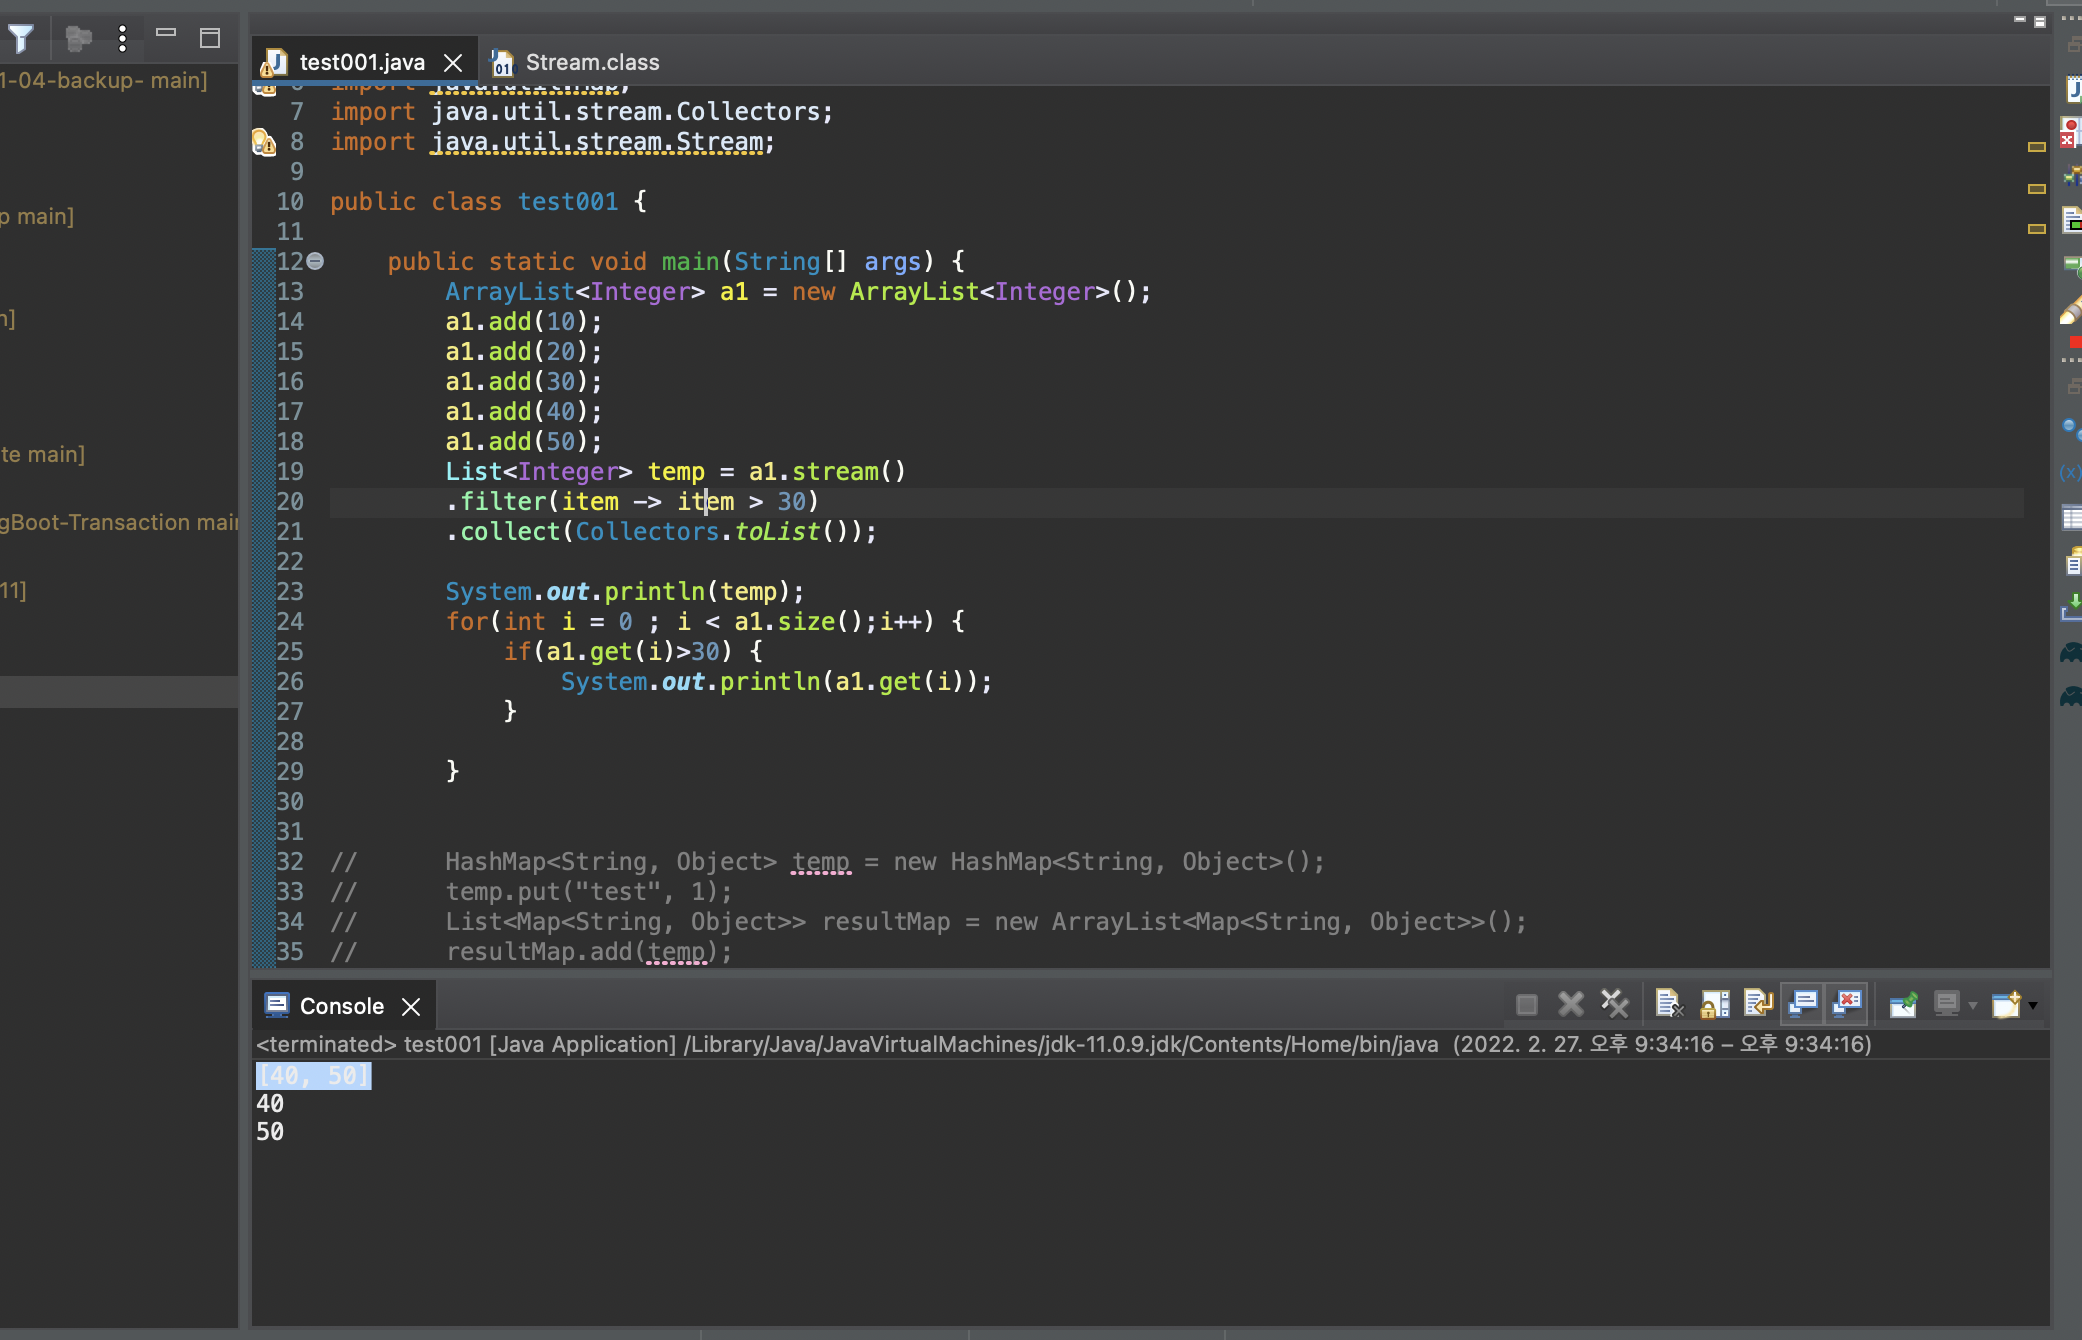 1-04-backup- main]
p main]
te main]
gBoot-Transaction mai
11]
test001.java
Stream.class
6 import java.util.Map;
7 import java.util.stream.Collectors;
8 import java.util.stream.Stream;
9
10 public class test001 {
11
12 public static void main(String[] args) {
13 ArrayList<Integer> a1 = new ArrayList<Integer>();
14 a1.add(10);
15 a1.add(20);
16 a1.add(30);
17 a1.add(40);
18 a1.add(50);
19 List<Integer> temp = a1.stream()
20 .filter(item -> item > 30)
21 .collect(Collectors.toList());
22
23 System.out.println(temp);
24 for(int i = 0 ; i < a1.size();i++) {
25 if(a1.get(i)>30) {
26 System.out.println(a1.get(i));
27 }
28
29 }
30
31
32 // HashMap<String, Object> temp = new HashMap<String, Object>();
33 // temp.put("test", 1);
34 // List<Map<String, Object>> resultMap = new ArrayList<Map<String, Object>>();
35 // resultMap.add(temp);
Console
<terminated> test001 [Java Application] /Library/Java/JavaVirtualMachines/jdk-11.0.9.jdk/Contents/Home/bin/java (2022. 2. 27. 오후 9:34:16 – 오후 9:34:16)
[40, 50]
40
50